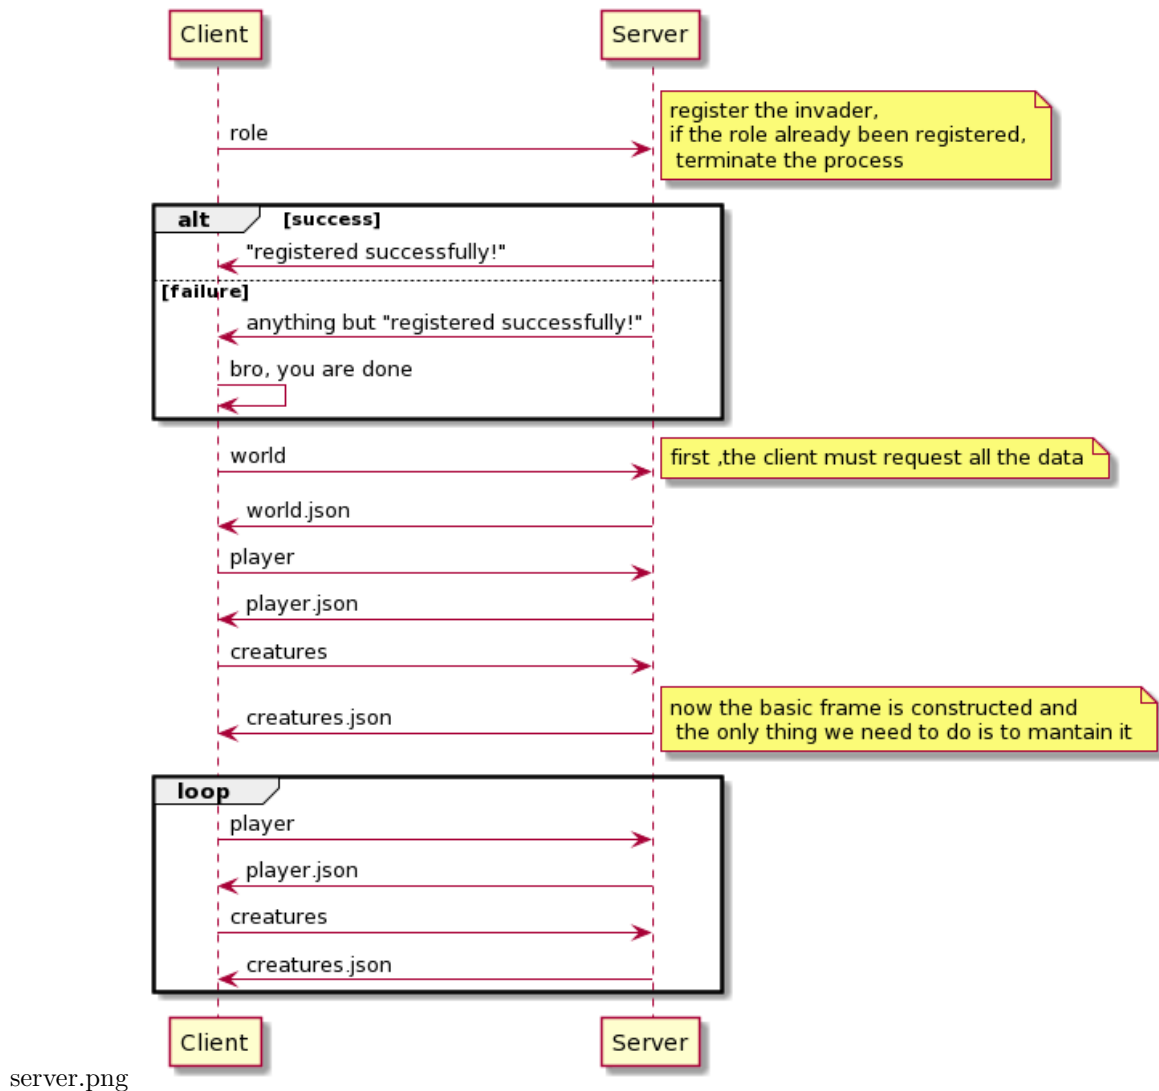 Client
Server
register the invader,
if the role already been registered,
terminate the process
role
alt
[success]
"registered successfully!"
[failure]
anything but "registered successfully!"
bro, you are done
world
first ,the client must request all the data
world.json
player
player.json
creatures
now the basic frame is constructed and
the only thing we need to do is to mantain it
creatures.json
loop
player
player.json
creatures
creatures.json
Client
Server
server.png